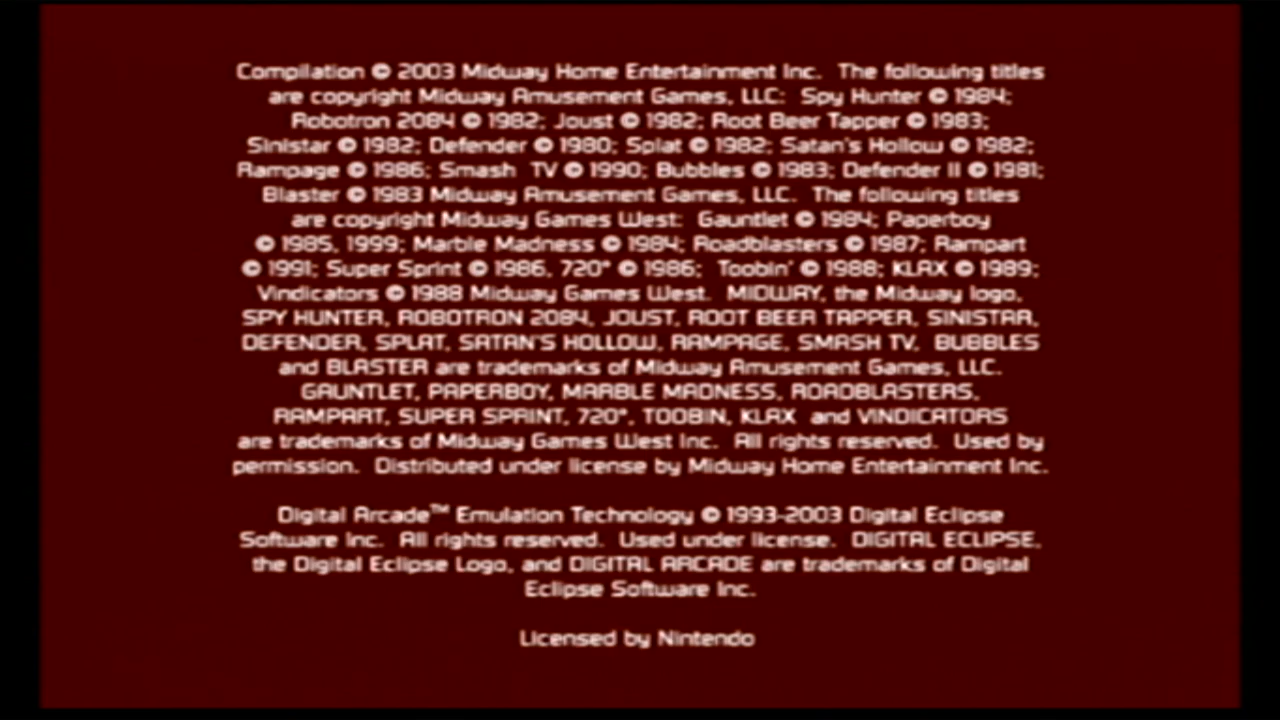 Compilation © 2003 Midway Home Entertainment Inc.  The following titles
are copyright Midway Amusement Games, LLC:  Spy Hunter © 1984;
Robotron 2084 © 1982; Joust © 1982; Root Beer Tapper © 1983;
Sinistar © 1982; Defender © 1980; Splat © 1982; Satan's Hollow © 1982;
Rampage © 1986; Smash  TV © 1990; Bubbles © 1983; Defender II © 1981;
Blaster © 1983 Midway Amusement Games, LLC.  The following titles
are copyright Midway Games West:  Gauntlet © 1984; Paperboy
© 1985, 1999; Marble Madness © 1984; Roadblasters © 1987; Rampart
© 1991; Super Sprint © 1986, 720° © 1986;  Toobin' © 1988; KLAX © 1989;
Vindicators © 1988 Midway Games West.  MIDWAY, the Midway logo,
SPY HUNTER, ROBOTRON 2084, JOUST, ROOT BEER TAPPER, SINISTAR,
DEFENDER, SPLAT, SATAN'S HOLLOW, RAMPAGE, SMASH TV,  BUBBLES
and BLASTER are trademarks of Midway Amusement Games, LLC.
GAUNTLET, PAPERBOY, MARBLE MADNESS, ROADBLASTERS,
RAMPART, SUPER SPRINT, 720°, TOOBIN, KLAX  and VINDICATORS
are trademarks of Midway Games West Inc.  All rights reserved.  Used by
permission.  Distributed under license by Midway Home Entertainment Inc.
Digital Arcade™ Emulation Technology © 1993-2003 Digital Eclipse
Software Inc.  All rights reserved.  Used under license.  DIGITAL ECLIPSE,
the Digital Eclipse Logo, and DIGITAL ARCADE are trademarks of Digital
Eclipse Software Inc.
Licensed by Nintendo